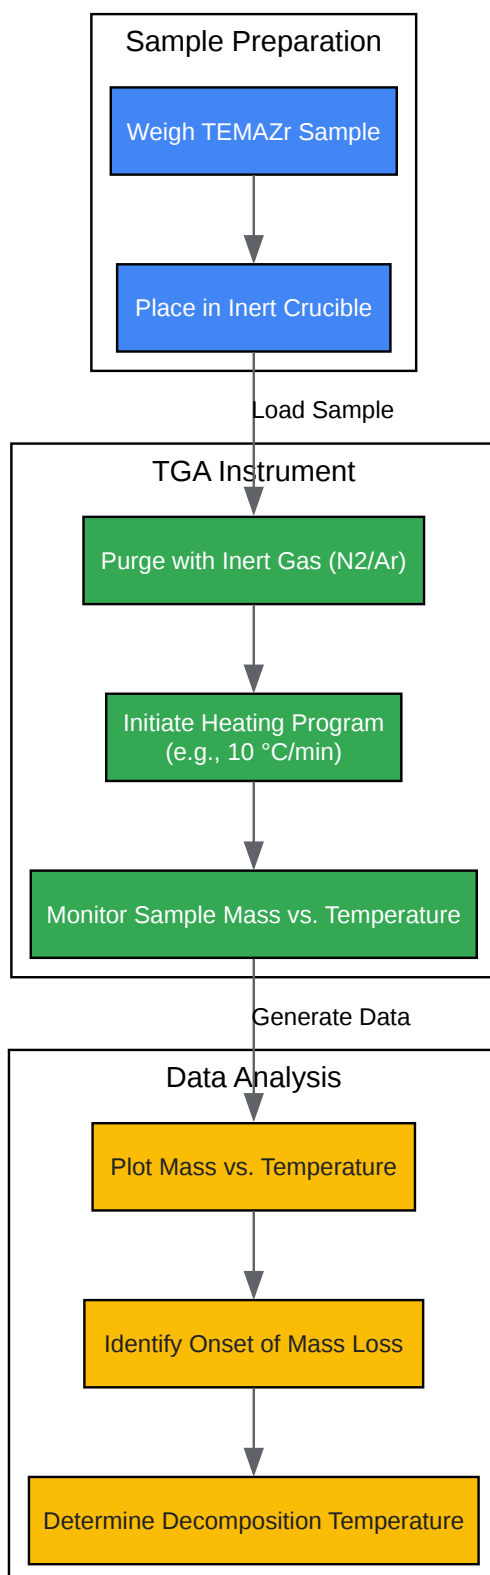 Sample Preparation
Weigh TEMAZr Sample
Place in Inert Crucible
Load Sample
TGA Instrument
Purge with Inert Gas (N2/Ar)
Initiate Heating Program
(e.g., 10 °C/min)
Monitor Sample Mass vs. Temperature
Generate Data
Data Analysis
Plot Mass vs. Temperature
Identify Onset of Mass Loss
Determine Decomposition Temperature